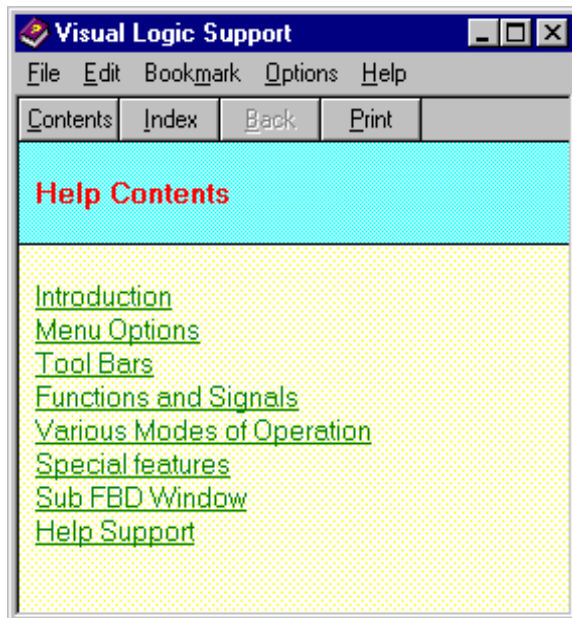 Visual Logic Support
File Edit Bookmark Options Help
Contents Index Back Print
Help Contents
Introduction
Menu Options
Tool Bars
Functions and Signals
Various Modes of Operation
Special features
Sub FBD Window
Help Support